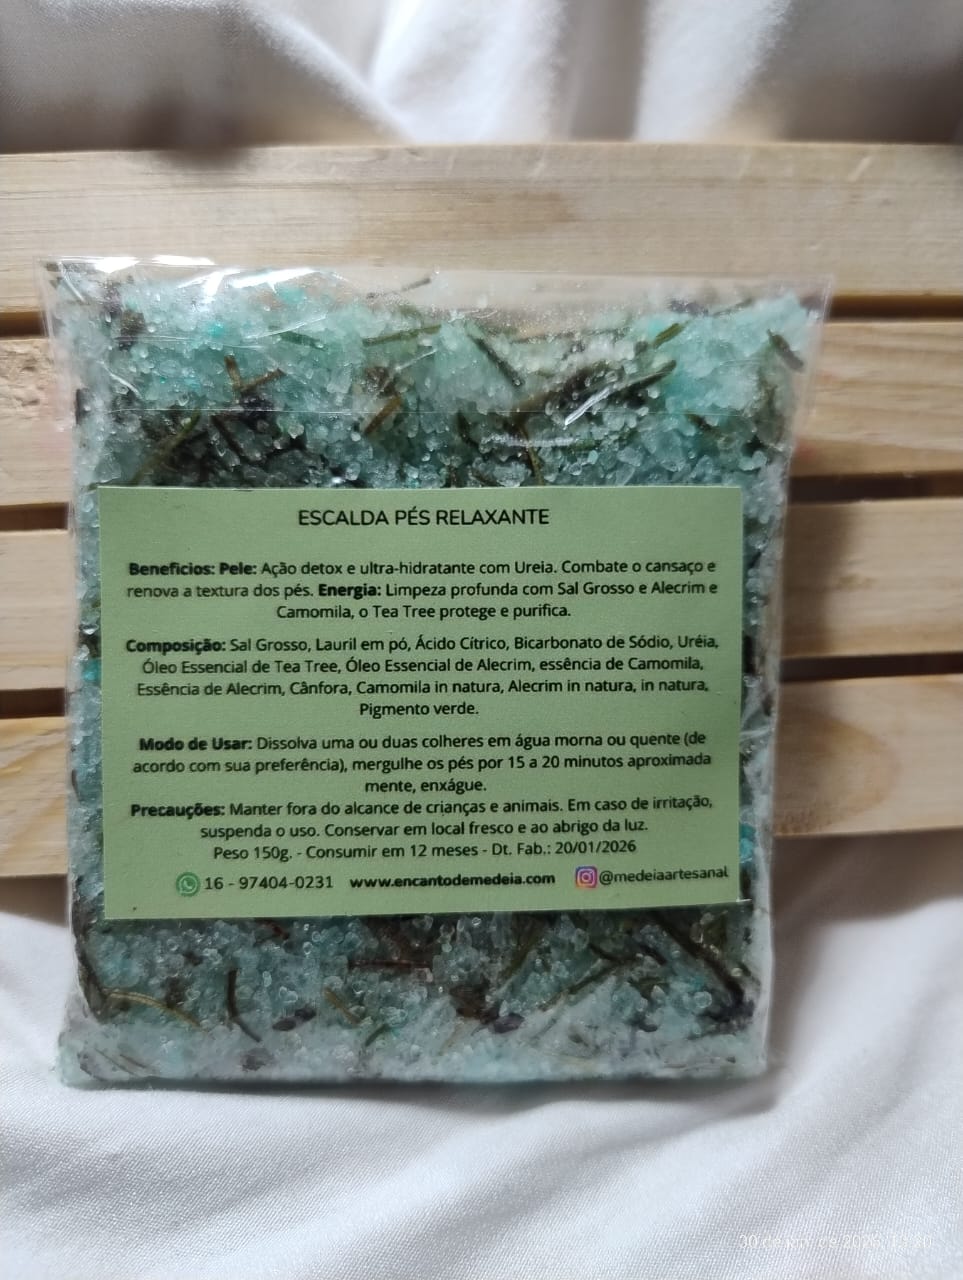 ESCALDA PÉS RELAXANTE
Beneficios: Pele: Ação detox e ultra-hidratante com Ureia. Combate o cansaço e
renova a textura dos pés. Energia: Limpeza profunda com Sal Grosso e Alecrim e
Camomila, o Tea Tree protege e purifica.
Composição: Sal Grosso, Lauril em pó, Ácido Cítrico, Bicarbonato de Sódio, Uréia,
Óleo Essencial de Tea Tree, Óleo Essencial de Alecrim, essência de Camomila,
Essência de Alecrim, Cânfora, Camomila in natura, Alecrim in natura, in natura,
Pigmento verde.
Modo de Usar: Dissolva uma ou duas colheres em água morna ou quente (de
acordo com sua preferência), mergulhe os pés por 15 a 20 minutos aproximada
mente, enxágue.
Precauções: Manter fora do alcance de crianças e animais. Em caso de irritação,
suspenda o uso. Conservar em local fresco e ao abrigo da luz.
Peso 150g. - Consumir em 12 meses - Dt. Fab.: 20/01/2026
16 - 97404-0231 www.encantodemedeia.com @medeiaartesanal
30 de de 2026,